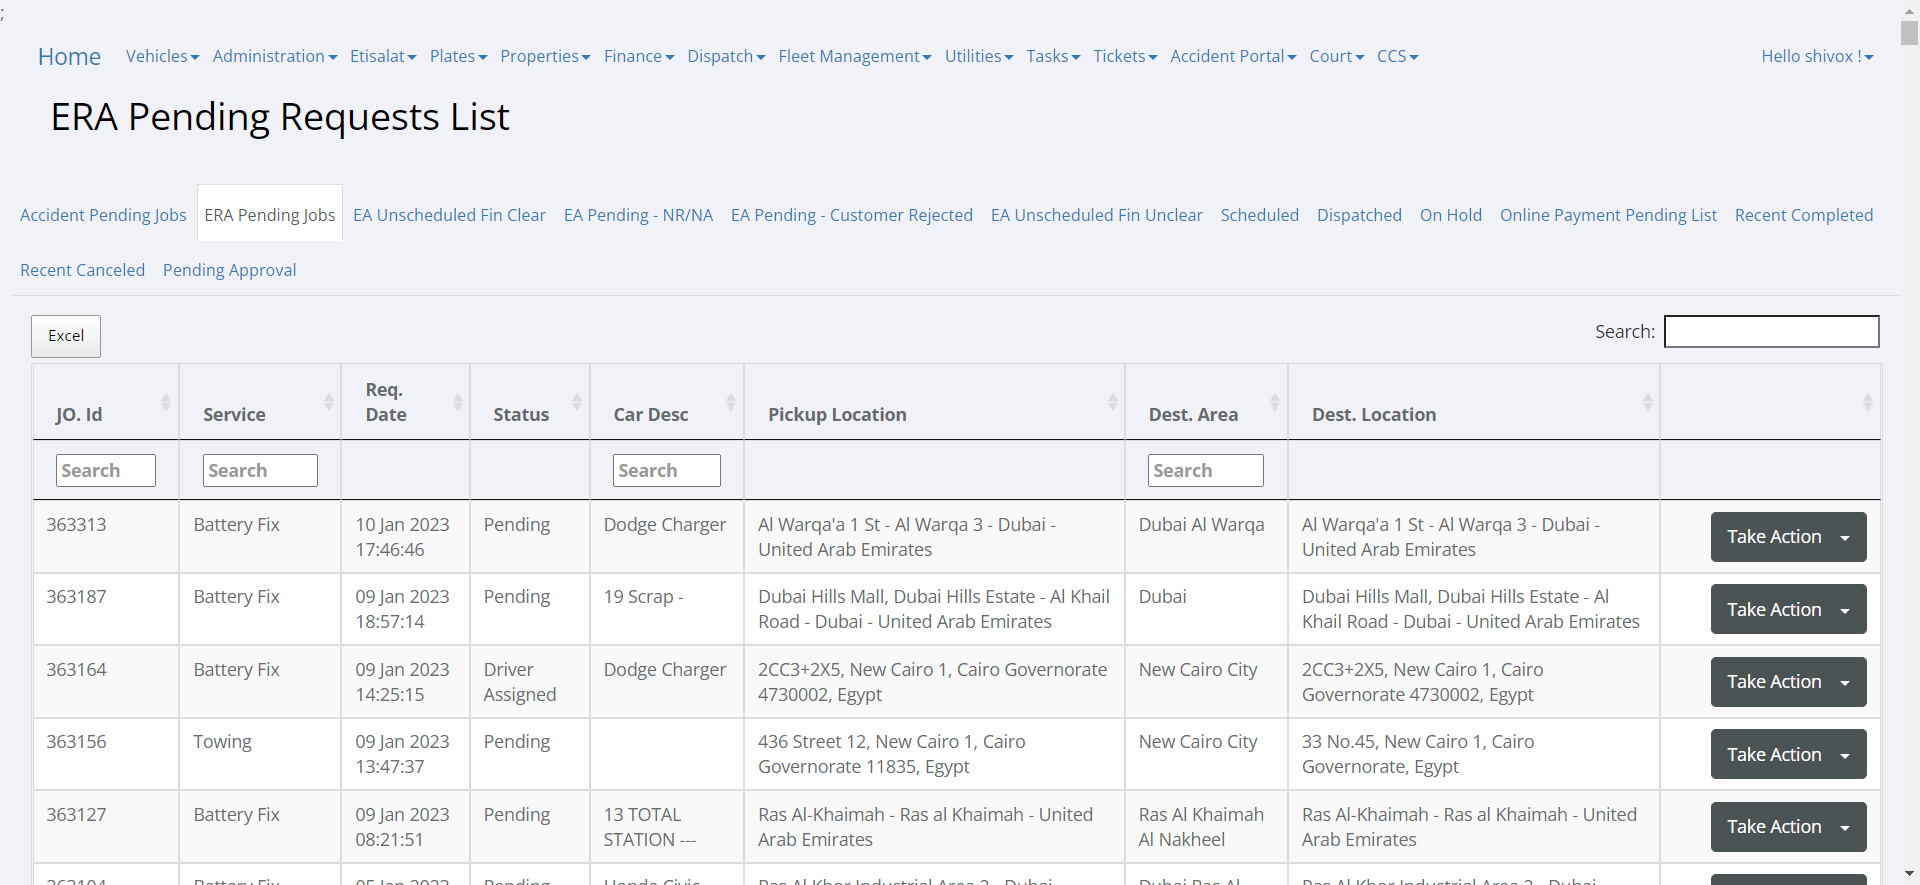 ;
Home Vehicles Administration Etisalat Plates Properties Finance Dispatch Fleet Management Utilities Tasks Tickets Accident Portal Court CCS Hello shivox !
ERA Pending Requests List
Accident Pending Jobs ERA Pending Jobs EA Unscheduled Fin Clear EA Pending - NR/NA EA Pending - Customer Rejected EA Unscheduled Fin Unclear Scheduled Dispatched On Hold Online Payment Pending List Recent Completed
Recent Canceled Pending Approval
Excel Search:
JO. Id Service Req. Date Status Car Desc Pickup Location Dest. Area Dest. Location
Search Search Search Search
363313 Battery Fix 10 Jan 2023 Pending Dodge Charger Al Warqa'a 1 St - Al Warqa 3 - Dubai - Dubai Al Warqa Al Warqa'a 1 St - Al Warqa 3 - Dubai - Take Action
17:46:46 United Arab Emirates United Arab Emirates
363187 Battery Fix 09 Jan 2023 Pending 19 Scrap - Dubai Hills Mall, Dubai Hills Estate - Al Khail Dubai Dubai Hills Mall, Dubai Hills Estate - Al Take Action
18:57:14 Road - Dubai - United Arab Emirates Khail Road - Dubai - United Arab Emirates
363164 Battery Fix 09 Jan 2023 Driver Dodge Charger 2CC3+2X5, New Cairo 1, Cairo Governorate New Cairo City 2CC3+2X5, New Cairo 1, Cairo Take Action
14:25:15 Assigned 4730002, Egypt Governorate 4730002, Egypt
363156 Towing 09 Jan 2023 Pending 436 Street 12, New Cairo 1, Cairo New Cairo City 33 No.45, New Cairo 1, Cairo Take Action
13:47:37 Governorate 11835, Egypt Governorate, Egypt
363127 Battery Fix 09 Jan 2023 Pending 13 TOTAL Ras Al-Khaimah - Ras al Khaimah - United Ras Al Khaimah Ras Al-Khaimah - Ras al Khaimah - United Take Action
08:21:51 STATION --- Arab Emirates Al Nakheel Arab Emirates